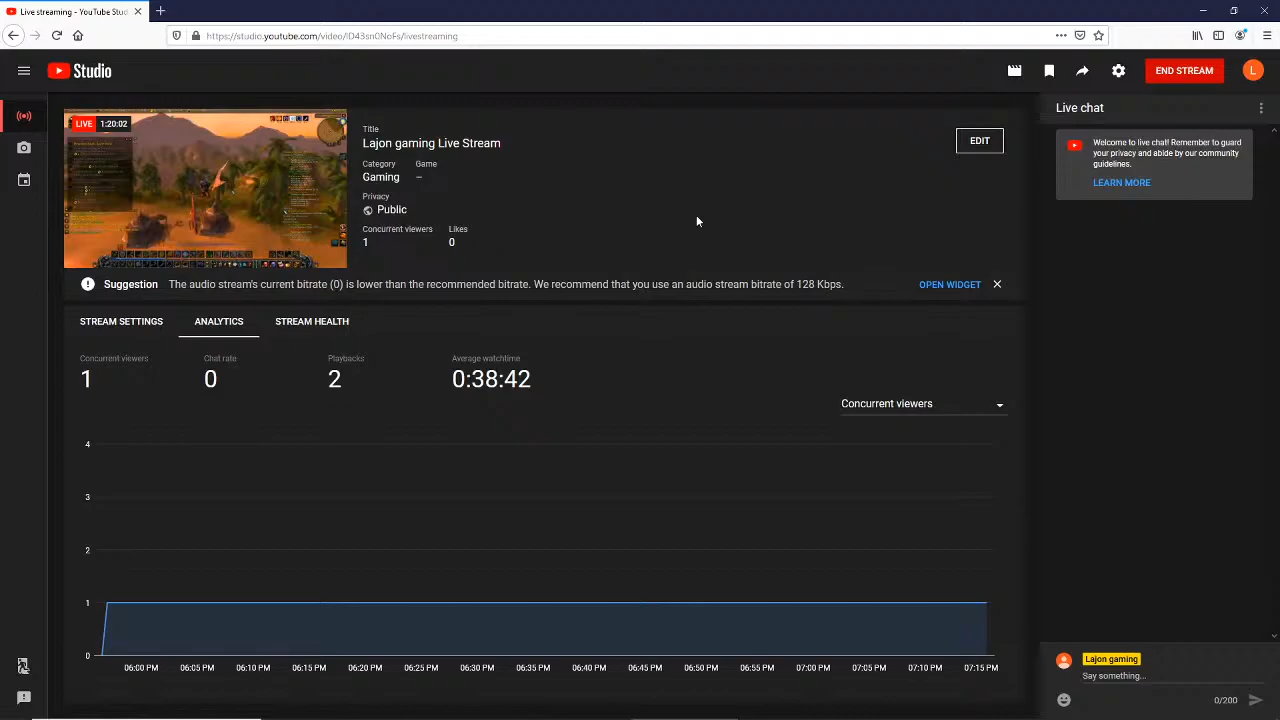 Live streaming - YouTube Stud
https://studio.youtube.com/video/ID43sn0NoFs/livestreaming
Studio
END STREAM
L
LIVE 1:20:02
Title
Lajon gaming Live Stream
Category Game
Gaming –
Privacy
Public
Concurrent viewers Likes
1 0
EDIT
Suggestion The audio stream's current bitrate (0) is lower than the recommended bitrate. We recommend that you use an audio stream bitrate of 128 Kbps.
OPEN WIDGET
STREAM SETTINGS ANALYTICS STREAM HEALTH
Concurrent viewers Chat rate Playbacks Average watchtime
1 0 2 0:38:42
Concurrent viewers
4
3
2
1
0
06:00 PM 06:05 PM 06:10 PM 06:15 PM 06:20 PM 06:25 PM 06:30 PM 06:35 PM 06:40 PM 06:45 PM 06:50 PM 06:55 PM 07:00 PM 07:05 PM 07:10 PM 07:15 PM
Live chat
Welcome to live chat! Remember to guard
your privacy and abide by our community
guidelines.
LEARN MORE
Lajon gaming
Say something...
0/200